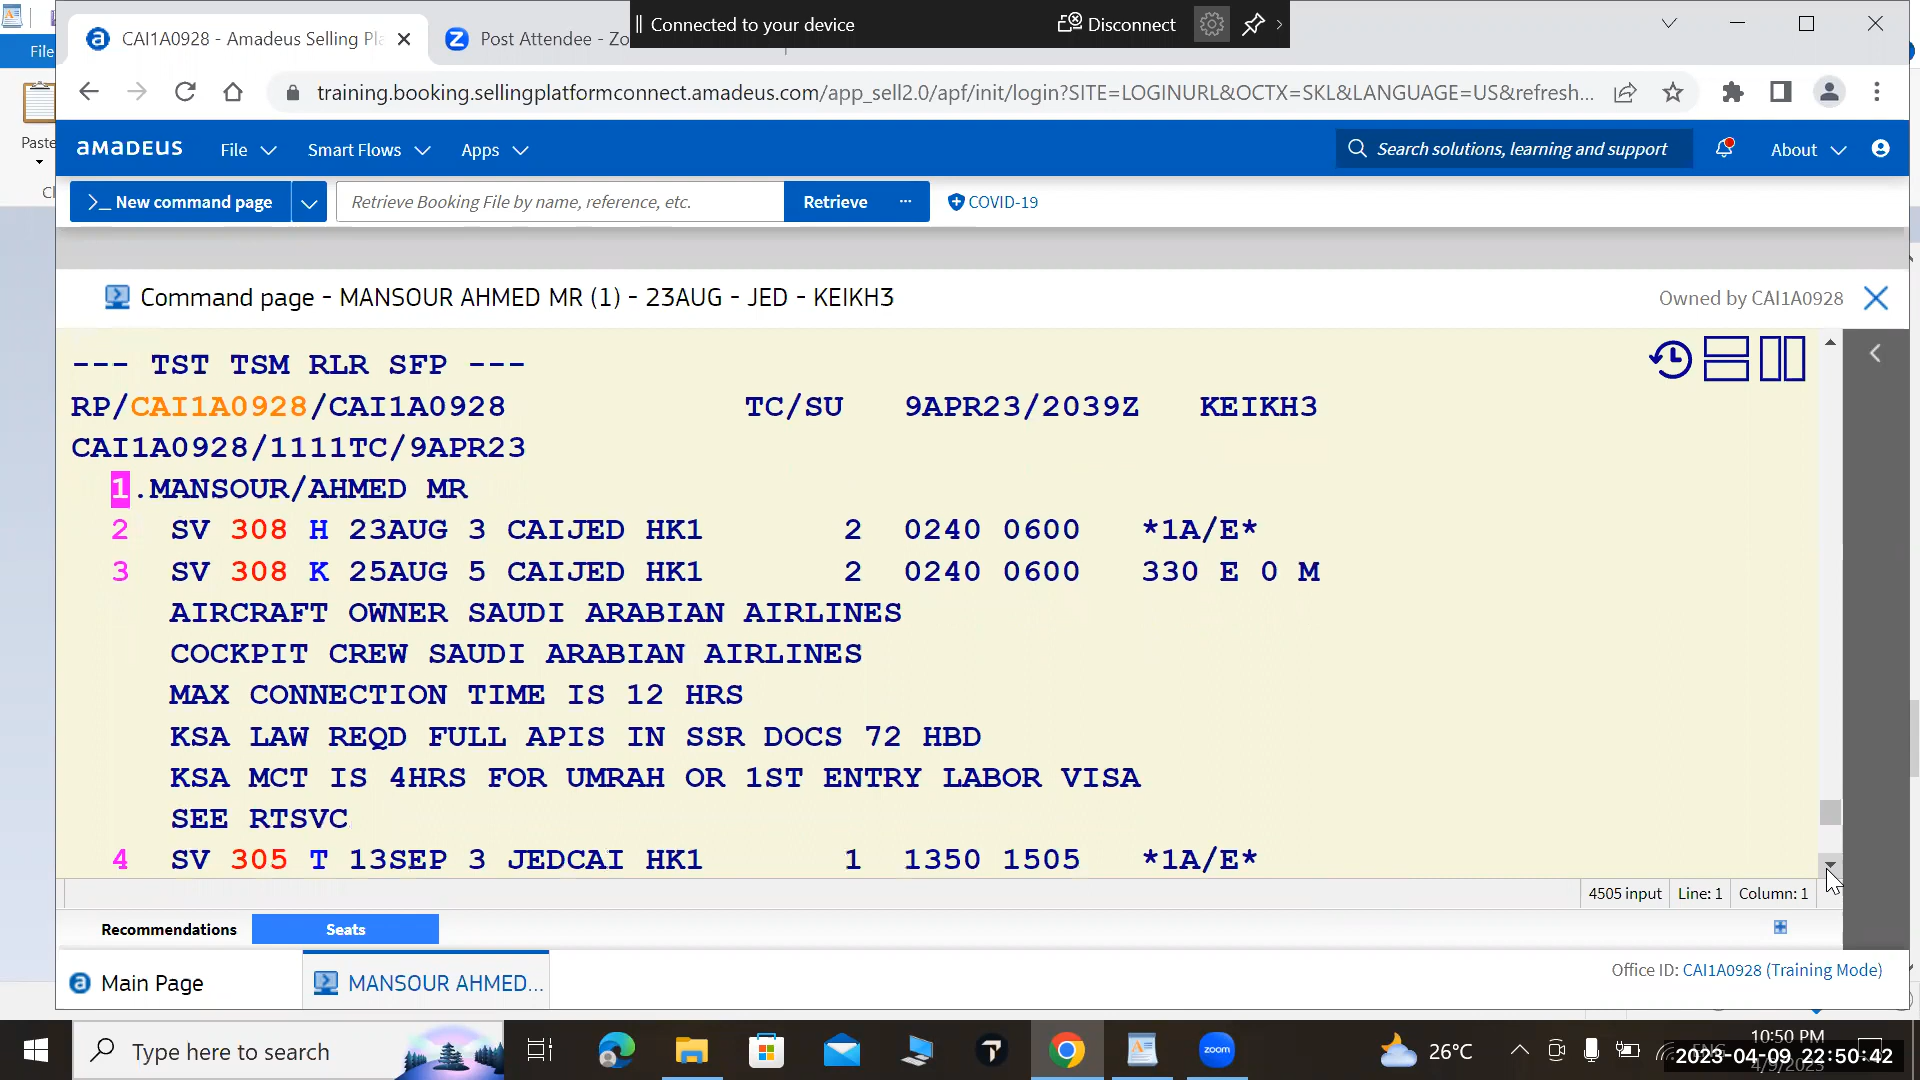 File
Paste
Cl
CAI1A0928 - Amadeus Selling Pla
Post Attendee - Zo
Connected to your device
Disconnect
training.booking.sellingplatformconnect.amadeus.com/app_sell2.0/apf/init/login?SITE=LOGINURL&OCTX=SKL&LANGUAGE=US&refresh...
amadeus
File
Smart Flows
Apps
Search solutions, learning and support
About
>_ New command page
Retrieve Booking File by name, reference, etc.
Retrieve
...
COVID-19
Command page - MANSOUR AHMED MR (1) - 23AUG - JED - KEIKH3
Owned by CAI1A0928
--- TST TSM RLR SFP ---
RP/CAI1A0928/CAI1A0928 TC/SU 9APR23/2039Z KEIKH3
CAI1A0928/1111TC/9APR23
1.MANSOUR/AHMED MR
2 SV 308 H 23AUG 3 CAIJED HK1 2 0240 0600 *1A/E*
3 SV 308 K 25AUG 5 CAIJED HK1 2 0240 0600 330 E 0 M
AIRCRAFT OWNER SAUDI ARABIAN AIRLINES
COCKPIT CREW SAUDI ARABIAN AIRLINES
MAX CONNECTION TIME IS 12 HRS
KSA LAW REQD FULL APIS IN SSR DOCS 72 HBD
KSA MCT IS 4HRS FOR UMRAH OR 1ST ENTRY LABOR VISA
SEE RTSVC
4 SV 305 T 13SEP 3 JEDCAI HK1 1 1350 1505 *1A/E*
4505 input
Line: 1
Column: 1
Recommendations
Seats
Main Page
MANSOUR AHMED...
Office ID: CAI1A0928 (Training Mode)
Type here to search
zoom
26°C
ENG
10:50 PM
4/9/2023
2023-04-09 22:50:42